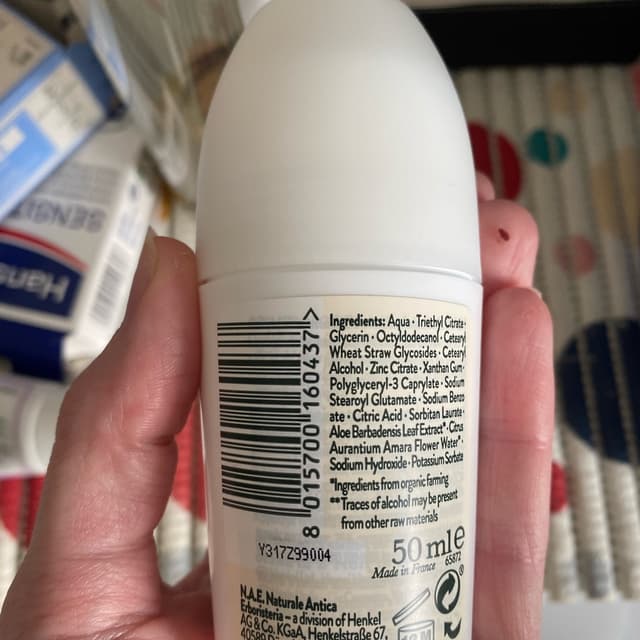 Ingredients: Aqua • Triethyl Citrate •
Glycerin • Octyldodecanol • Cetearyl
Wheat Straw Glycosides • Cetearyl
Alcohol • Zinc Citrate • Xanthan Gum •
Polyglyceryl-3 Caprylate • Sodium
Stearoyl Glutamate • Sodium Benzo
ate • Citric Acid • Sorbitan Laurate •
Aloe Barbadensis Leaf Extract* • Citrus
Aurantium Amara Flower Water* •
Sodium Hydroxide • Potassium Sorbate
*Ingredients from organic farming
**Traces of alcohol may be present
from other raw materials
8 015700 160437 >
Y317Z99004
50 ml e
Made in France 65872
N.A.E. Naturale Antica
Erboristeria – a division of Henkel
AG & Co. KGaA, Henkelstraße 67,
SENSIT
Hans